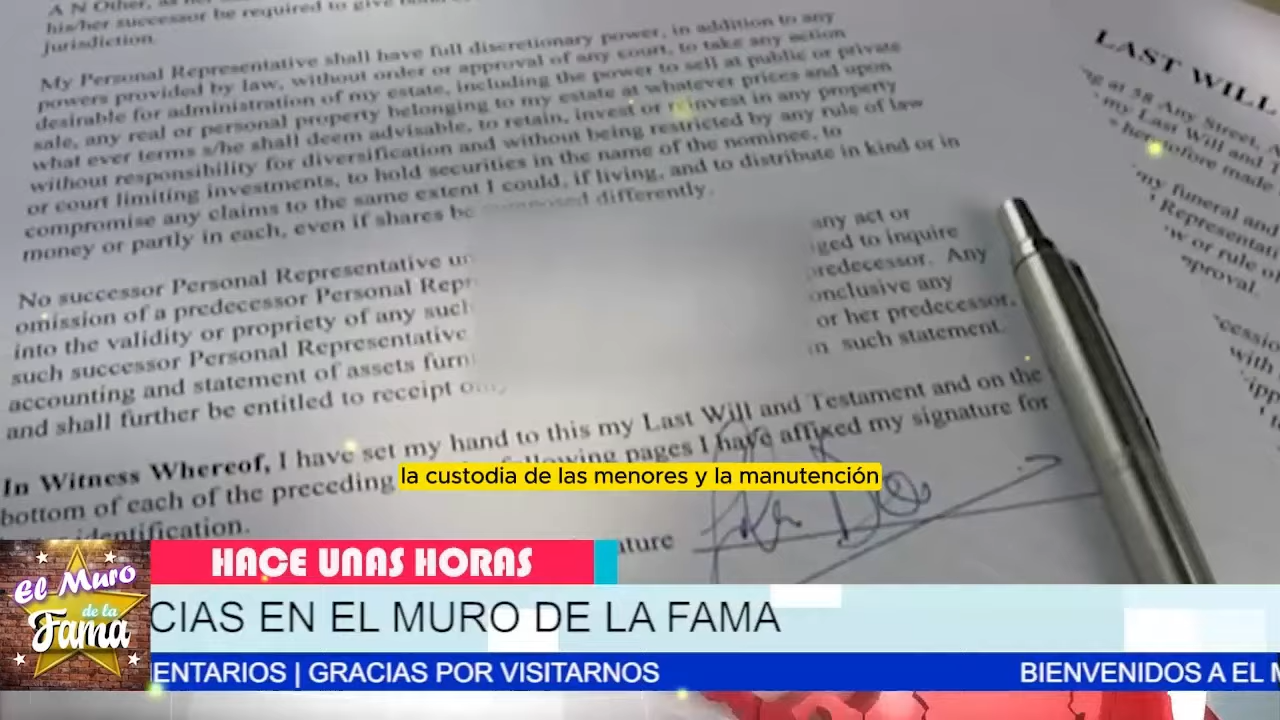 A N Other, as
his/her successor be required to give
jurisdiction.
My Personal Representative shall have full discretionary power, in addition to any
powers provided by law, without order or approval of any court, to take any action
desirable for administration of my estate, including the power to sell at public or private
sale, any real or personal property belonging to my estate at whatever prices and upon
what ever terms s/he shall deem advisable, to retain, invest or reinvest in any property
without responsibility for diversification and without being restricted by any rule of law
or court limiting investments, to hold securities in the name of the nominee, to
compromise any claims to the same extent I could, if living, and to distribute in kind or in
money or partly in each, even if shares be composed differently.
No successor Personal Representative un any act or
omission of a predecessor Personal Repr ged to inquire
into the validity or propriety of any such redecessor. Any
such successor Personal Representative onclusive any
accounting and statement of assets furn or her predecessor,
and shall further be entitled to receipt on such statement.
In Witness Whereof, I have set my hand to this my Last Will and Testament and on the
bottom of each of the preceding following pages I have affixed my signature for
identification.
ature
LAST WILL
ng at 58 Any Street, A
my Last Will and T
heretofore made
my funeral and
Representati
w or rule of
pproval.
cessio
with
ipp
la custodia de las menores y la manutención
El Muro
de la
Fama
HACE UNAS HORAS
CIAS EN EL MURO DE LA FAMA
ENTARIOS | GRACIAS POR VISITARNOS
BIENVENIDOS A EL M